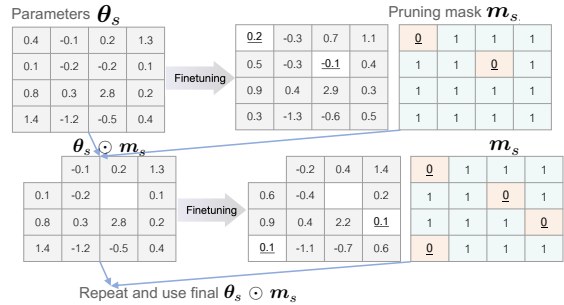 Parameters θs
Pruning mask ms.
0.4 -0.1 0.2 1.3
0.1 -0.2 -0.2 0.1
0.8 0.3 2.8 0.2
1.4 -1.2 -0.5 0.4
Finetuning
0.2 -0.3 0.7 1.1
0.5 -0.3 -0.1 0.4
0.9 0.4 2.9 0.3
0.3 -1.3 -0.6 0.5
0 1 1 1
1 1 0 1
1 1 1 1
1 1 1 1
θs ⊙ ms
ms
-0.1 0.2 1.3
0.1 -0.2 0.1
0.8 0.3 2.8 0.2
1.4 -1.2 -0.5 0.4
Finetuning
-0.2 0.4 1.4
0.6 -0.4 0.2
0.9 0.4 2.2 0.1
0.1 -1.1 -0.7 0.6
0 1 1 1
1 1 0 1
1 1 1 0
0 1 1 1
Repeat and use final θs ⊙ ms